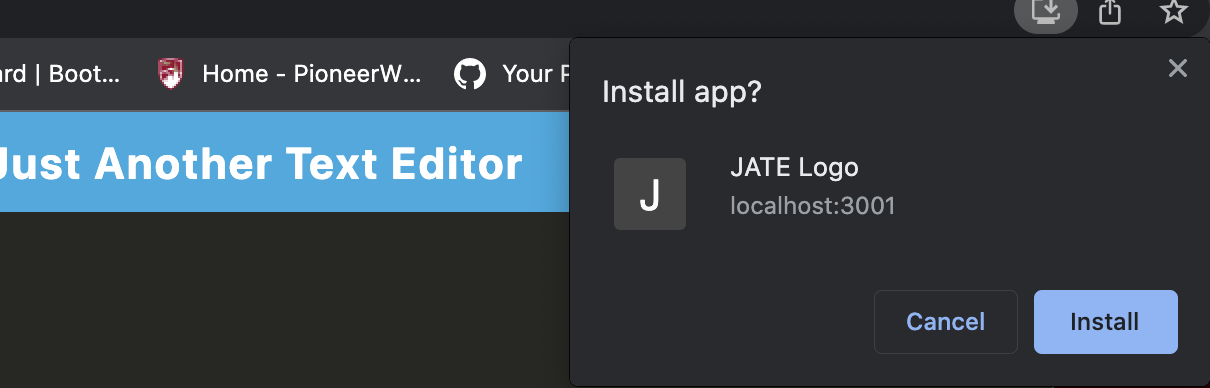 ard | Boot...
Home - PioneerW...
Your P
Just Another Text Editor
Install app?
J
JATE Logo
localhost:3001
Cancel
Install